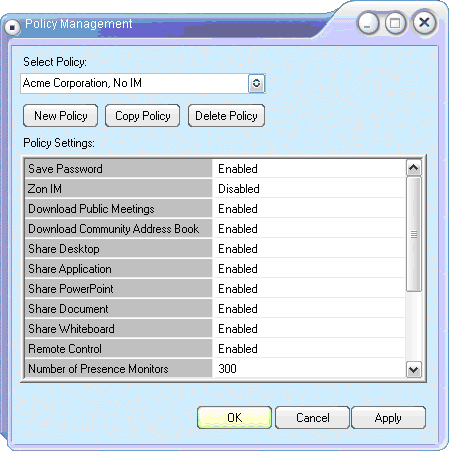 Policy Management
Select Policy:
Acme Corporation, No IM
New Policy Copy Policy Delete Policy
Policy Settings:
Save Password Enabled
Zon IM Disabled
Download Public Meetings Enabled
Download Community Address Book Enabled
Share Desktop Enabled
Share Application Enabled
Share PowerPoint Enabled
Share Document Enabled
Share Whiteboard Enabled
Remote Control Enabled
Number of Presence Monitors 300
OK Cancel Apply